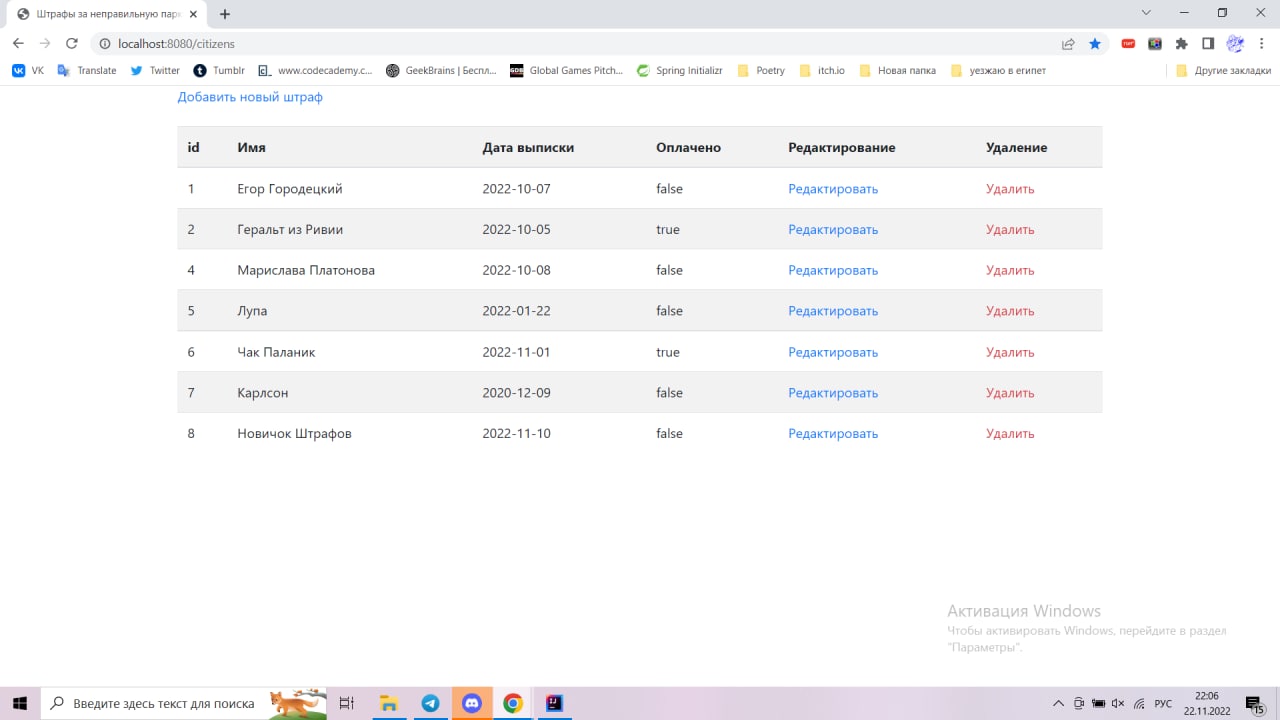 Штрафы за неправильную парк
localhost:8080/citizens
VK Translate Twitter Tumblr www.codecademy.c... GeekBrains | Беспл... Global Games Pitch... Spring Initializr Poetry itch.io Новая папка уезжаю в египет Другие закладки
Добавить новый штраф
id Имя Дата выписки Оплачено Редактирование Удаление
1 Егор Городецкий 2022-10-07 false Редактировать Удалить
2 Геральт из Ривии 2022-10-05 true Редактировать Удалить
4 Марислава Платонова 2022-10-08 false Редактировать Удалить
5 Лупа 2022-01-22 false Редактировать Удалить
6 Чак Паланик 2022-11-01 true Редактировать Удалить
7 Карлсон 2020-12-09 false Редактировать Удалить
8 Новичок Штрафов 2022-11-10 false Редактировать Удалить
Активация Windows
Чтобы активировать Windows, перейдите в раздел
"Параметры".
Введите здесь текст для поиска
РУС
22:06
22.11.2022
15